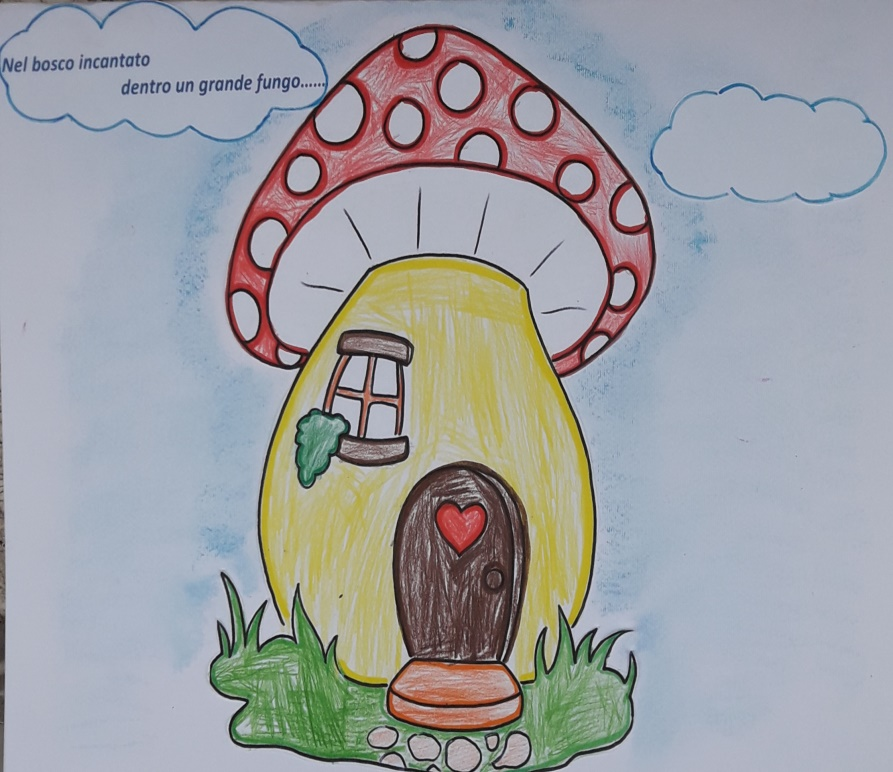 Nel bosco incantato
dentro un grande fungo......